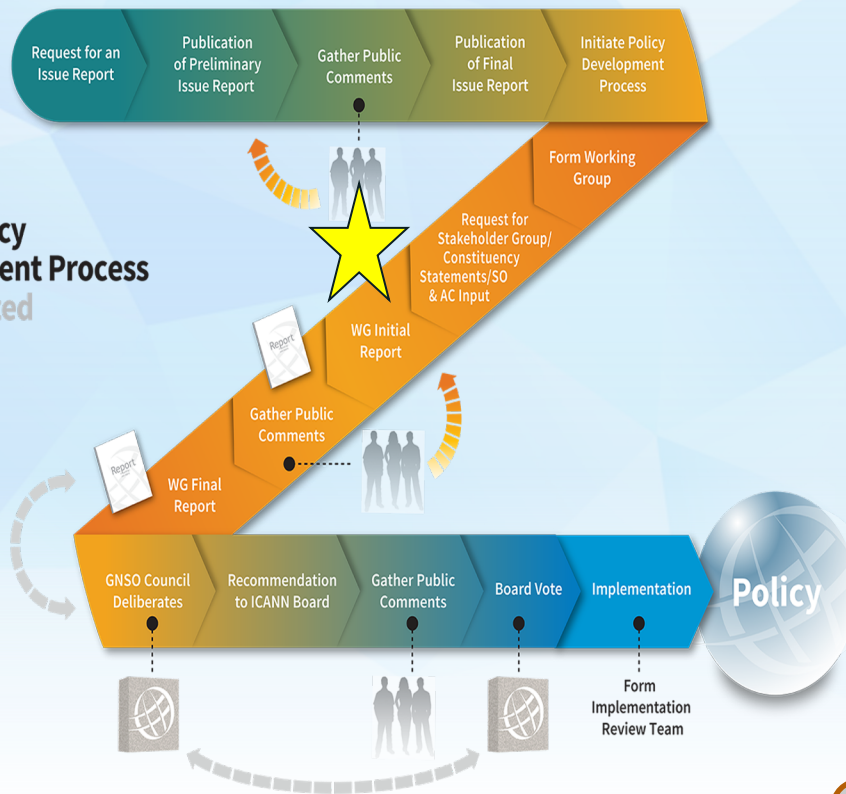 Request for an
Issue Report
Publication
of Preliminary
Issue Report
Gather Public
Comments
Publication
of Final
Issue Report
Initiate Policy
Development
Process
Form Working
Group
cy
ent Process
ted
Request for
Stakeholder Group/
Constituency
Statements/SO
& AC Input
WG Initial
Report
Report
Gather Public
Comments
Report
WG Final
Report
GNSO Council
Deliberates
Recommendation
to ICANN Board
Gather Public
Comments
Board Vote
Implementation
Policy
Form
Implementation
Review Team